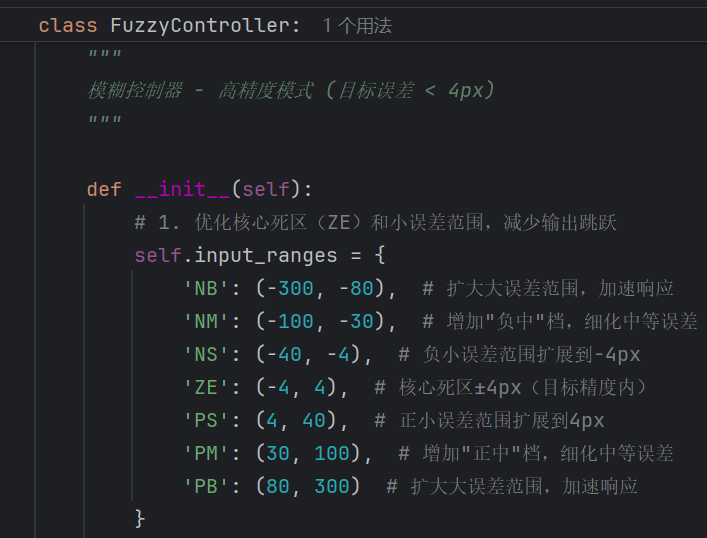 class FuzzyController:  1 个用法
    """
    模糊控制器 - 高精度模式 (目标误差 < 4px)
    """
    def __init__(self):
        # 1. 优化核心死区（ZE）和小误差范围，减少输出跳跃
        self.input_ranges = {
            'NB': (-300, -80),  # 扩大大误差范围，加速响应
            'NM': (-100, -30),  # 增加"负中"档，细化中等误差
            'NS': (-40, -4),  # 负小误差范围扩展到-4px
            'ZE': (-4, 4),  # 核心死区±4px（目标精度内）
            'PS': (4, 40),  # 正小误差范围扩展到4px
            'PM': (30, 100),  # 增加"正中"档，细化中等误差
            'PB': (80, 300)  # 扩大大误差范围，加速响应
        }